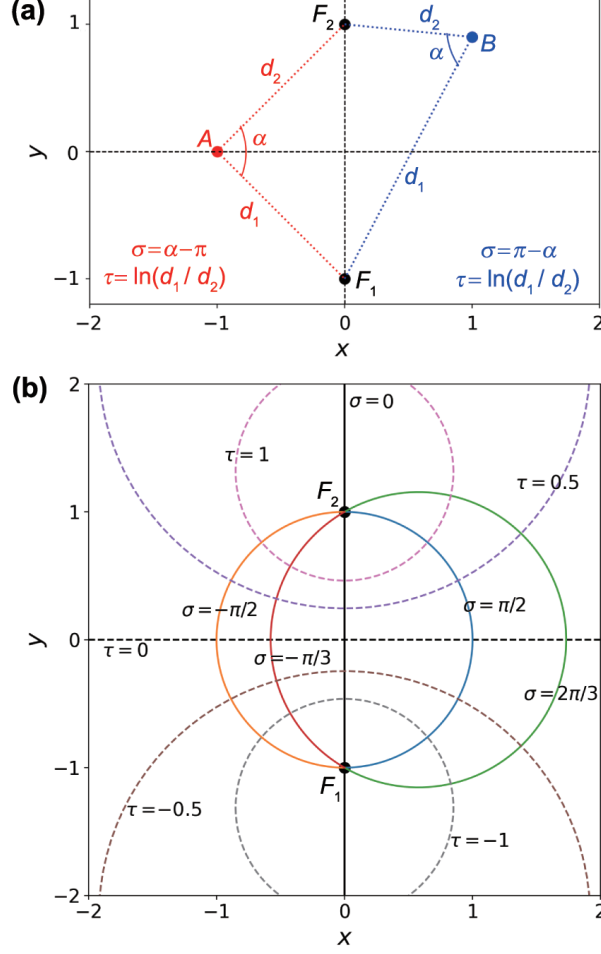 (a)
1
0
−1
y
F₂
d₂
d₂
B
α
A
α
d₁
d₁
σ=α−π
τ=ln(d₁ / d₂)
σ=π−α
τ=ln(d₁ / d₂)
F₁
−2
−1
0
1
2
x
(b)
2
1
0
−1
−2
y
σ=0
τ=1
F₂
τ=0.5
σ=−π/2
σ=π/2
τ=0
σ=−π/3
σ=2π/3
F₁
τ=−0.5
τ=−1
−2
−1
0
1
2
x